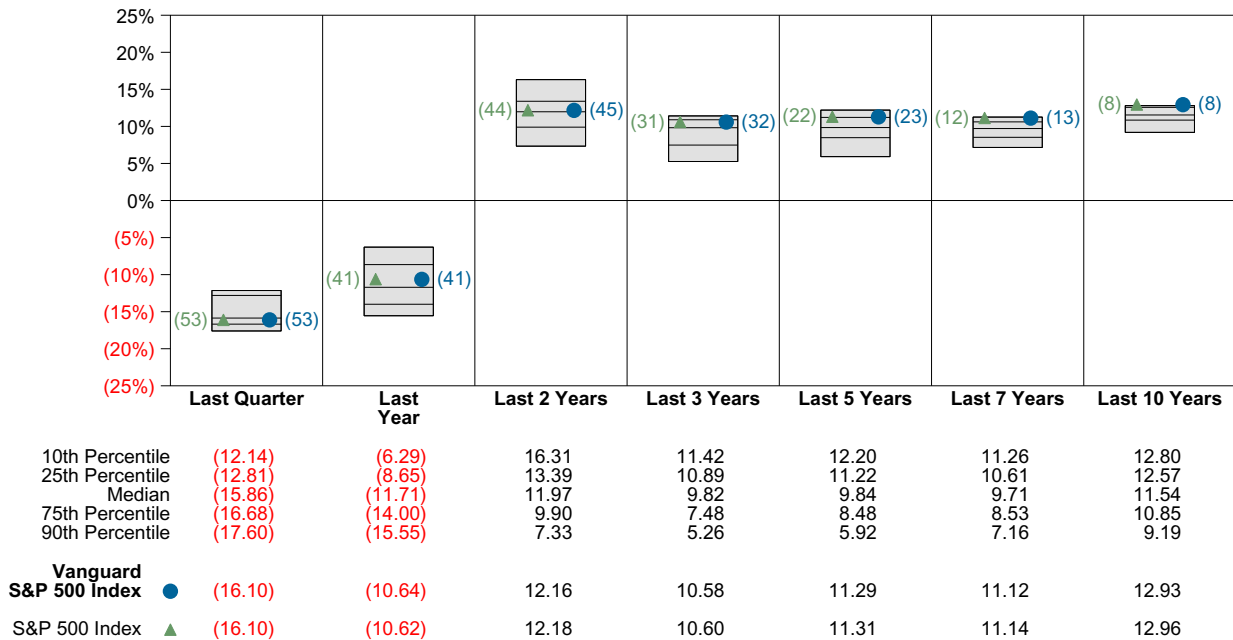 25%
20%
15%
10%
5%
0%
(5%)
(10%)
(15%)
(20%)
(25%)
(53) (53)
(41) (41)
(44) (45)
(31) (32)
(22) (23)
(12) (13)
(8) (8)
Last Quarter Last Year Last 2 Years Last 3 Years Last 5 Years Last 7 Years Last 10 Years
10th Percentile (12.14) (6.29) 16.31 11.42 12.20 11.26 12.80
25th Percentile (12.81) (8.65) 13.39 10.89 11.22 10.61 12.57
Median (15.86) (11.71) 11.97 9.82 9.84 9.71 11.54
75th Percentile (16.68) (14.00) 9.90 7.48 8.48 8.53 10.85
90th Percentile (17.60) (15.55) 7.33 5.26 5.92 7.16 9.19
Vanguard
S&P 500 Index (16.10) (10.64) 12.16 10.58 11.29 11.12 12.93
S&P 500 Index (16.10) (10.62) 12.18 10.60 11.31 11.14 12.96